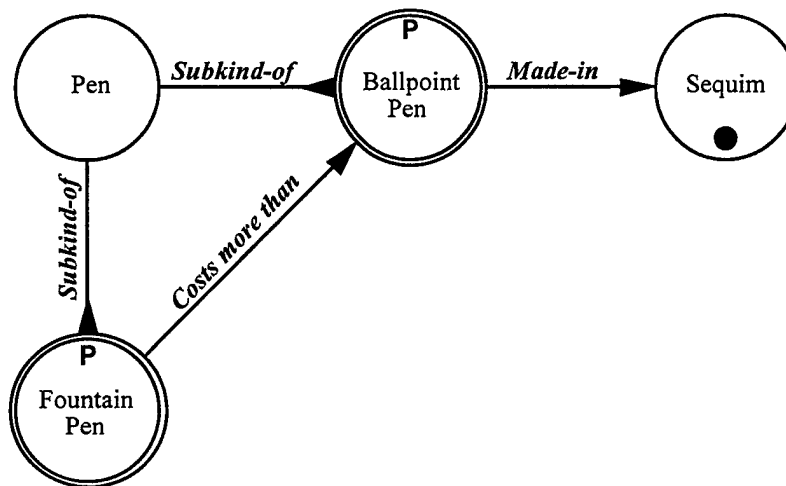 P
Pen
Subkind-of
Ballpoint
Pen
Made-in
Sequim
Subkind-of
Costs more than
P
Fountain
Pen